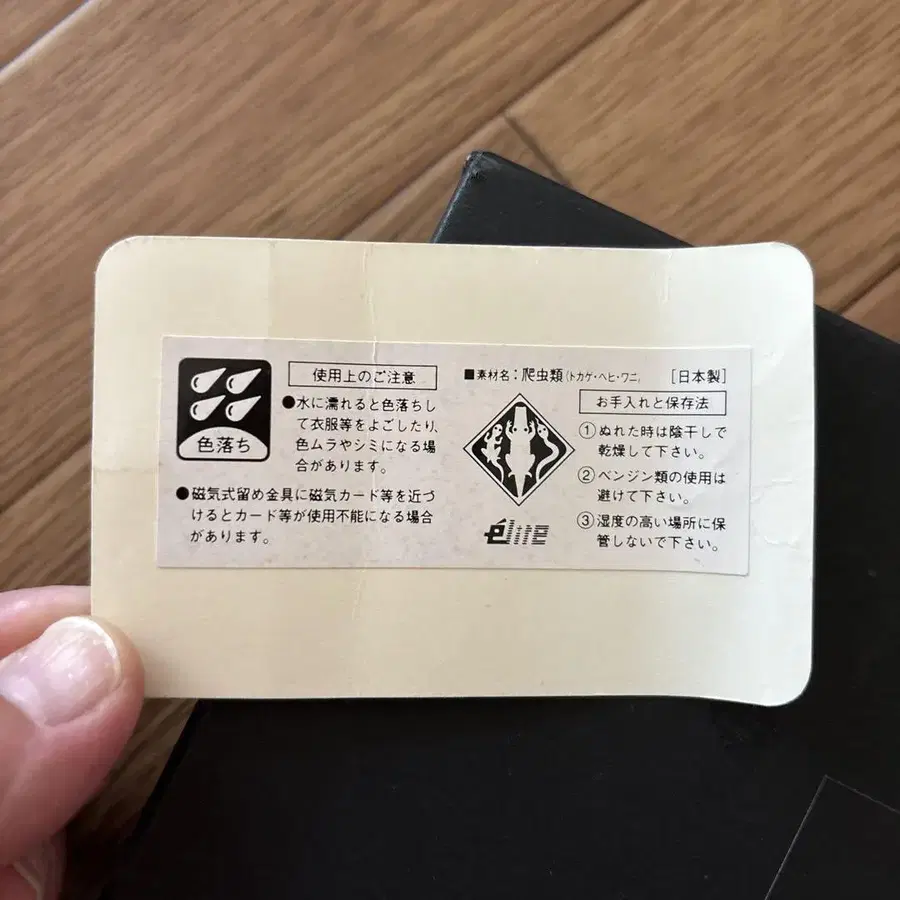 色落ち
使用上のご注意
●水に濡れると色落ちし
て衣服等をよごしたり、
色ムラやシミになる場
合があります。
●磁気式留め金具に磁気カード等を近づ
けるとカード等が使用不能になる場合
があります。
■素材名：爬虫類(トカゲ・ヘビ・ワニ) [日本製]
お手入れと保存法
①ぬれた時は陰干しで
乾燥して下さい。
②ベンジン類の使用は
避けて下さい。
③湿度の高い場所に保
管しないで下さい。
élite